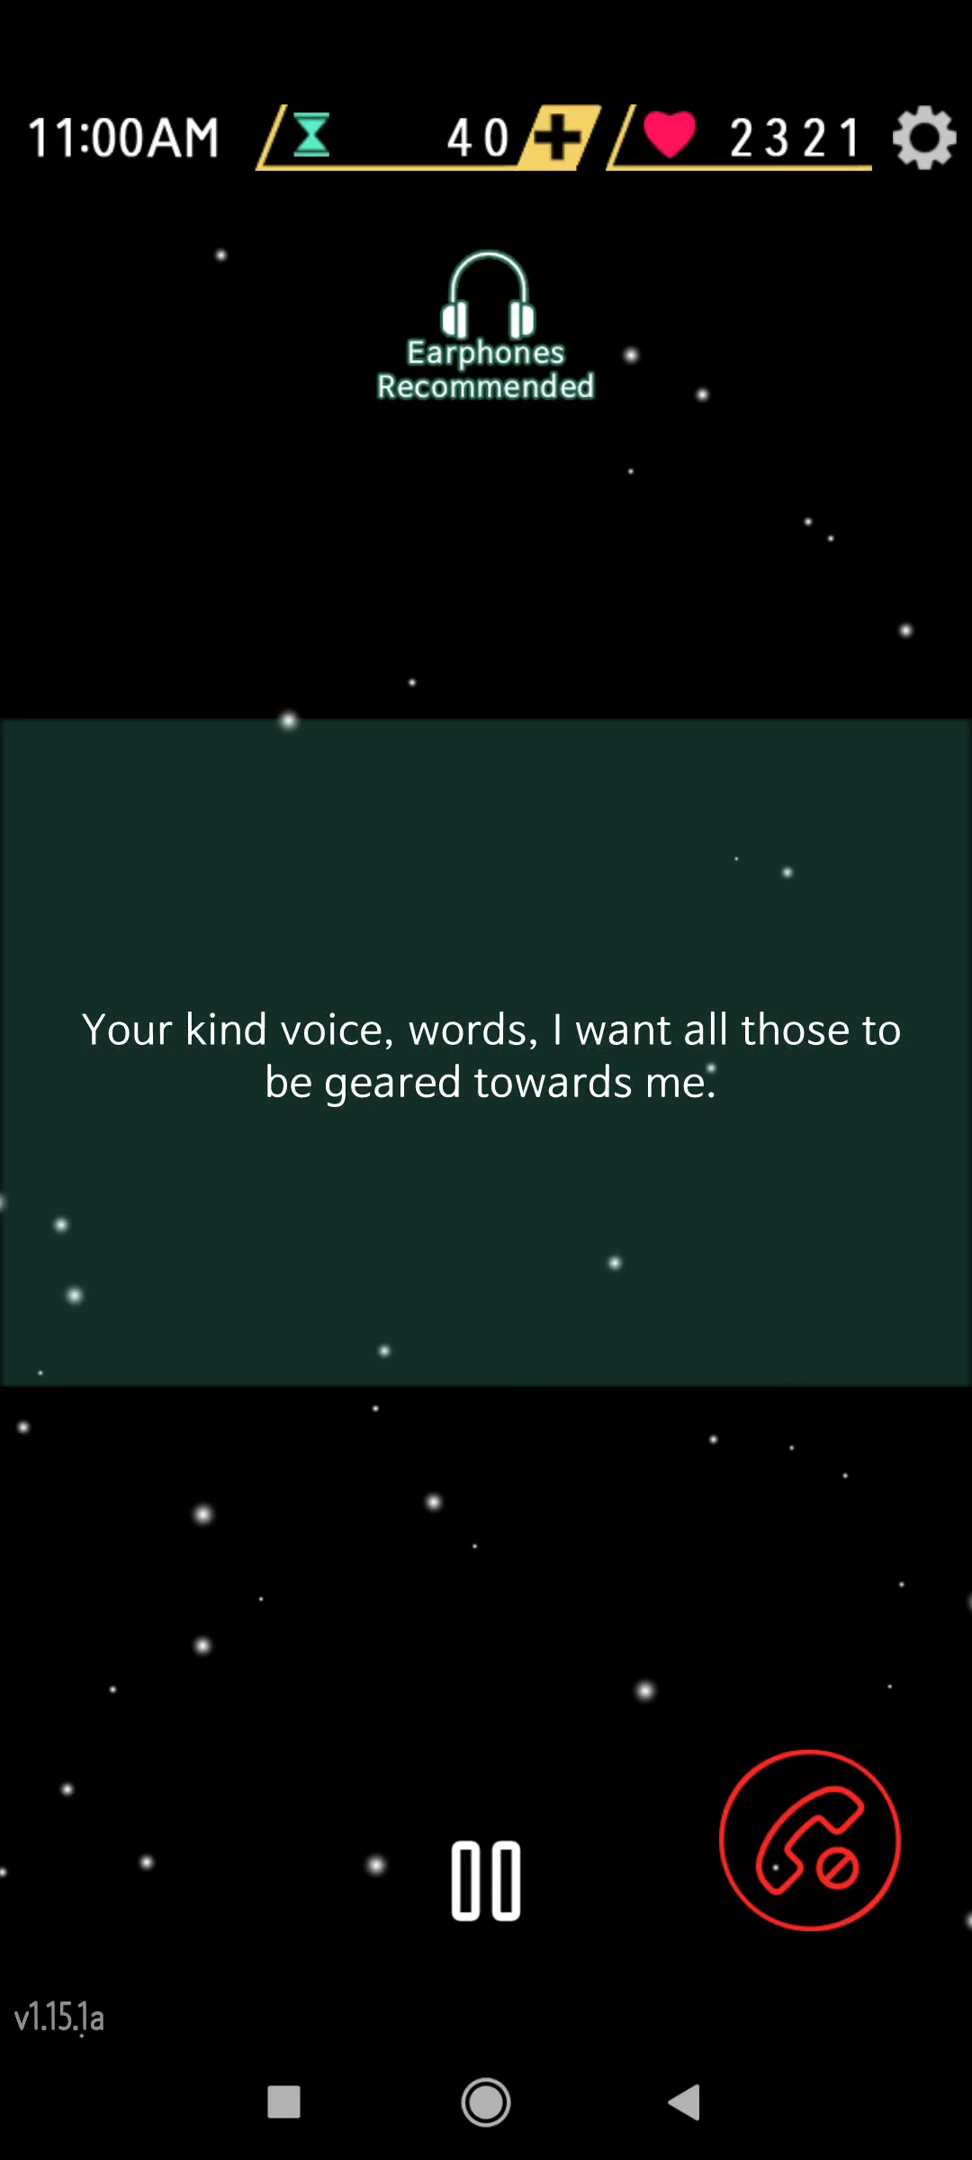 11:00AM 40 2321
Earphones
Recommended
Your kind voice, words, I want all those to
be geared towards me.
v1.15.1a